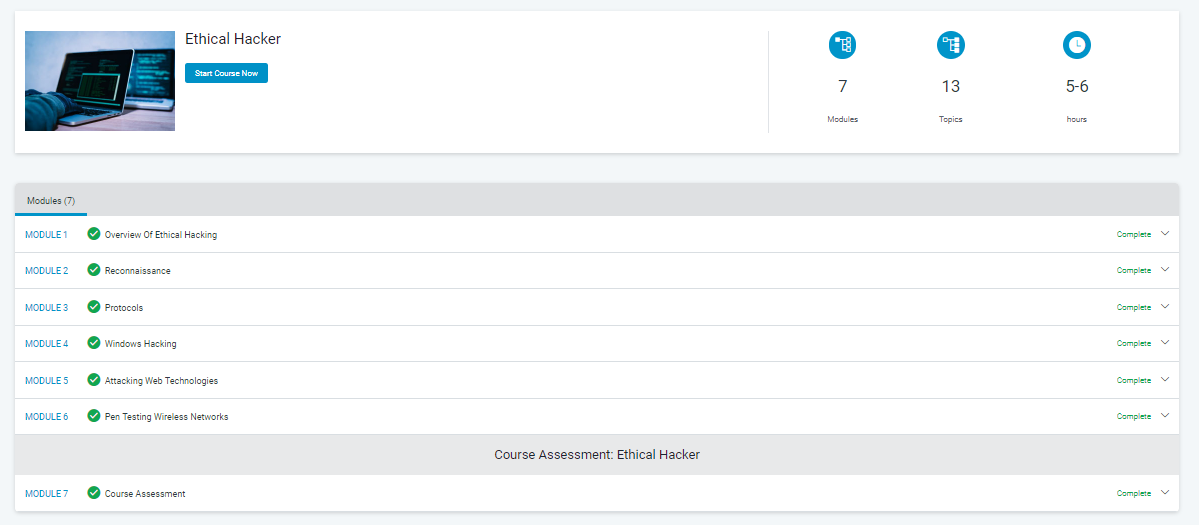 Ethical Hacker
Start Course Now
7
Modules
13
Topics
5-6
hours
Modules (7)
MODULE 1 Overview Of Ethical Hacking Complete
MODULE 2 Reconnaissance Complete
MODULE 3 Protocols Complete
MODULE 4 Windows Hacking Complete
MODULE 5 Attacking Web Technologies Complete
MODULE 6 Pen Testing Wireless Networks Complete
Course Assessment: Ethical Hacker
MODULE 7 Course Assessment Complete